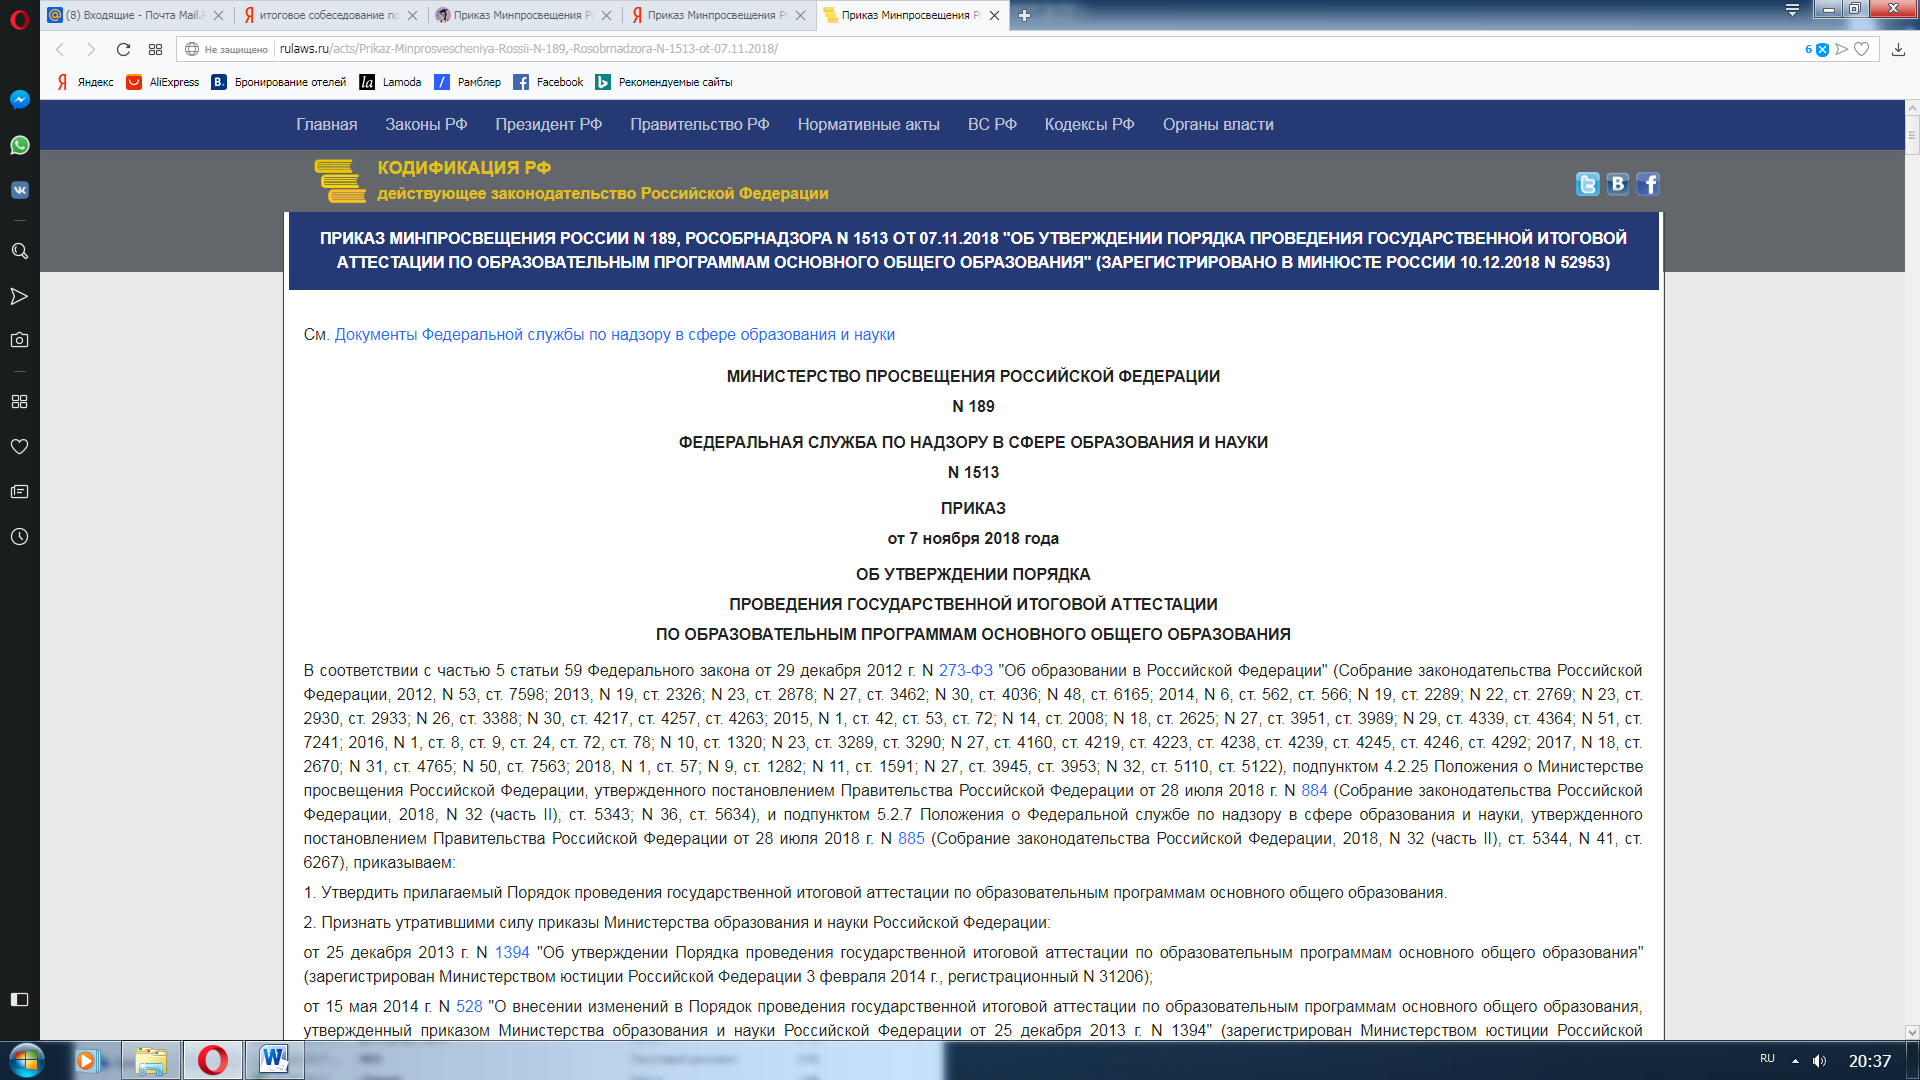 (8) Входящие - Почта Mail.R
итоговое собеседование по
Приказ Минпросвещения Р
Приказ Минпросвещения Р
Приказ Минпросвещения Р
Не защищено
rulaws.ru/acts/Prikaz-Minprosvescheniya-Rossii-N-189,-Rosobrnadzora-N-1513-ot-07.11.2018/
6
Яндекс
AliExpress
Бронирование отелей
Lamoda
Рамблер
Facebook
Рекомендуемые сайты
Главная
Законы РФ
Президент РФ
Правительство РФ
Нормативные акты
ВС РФ
Кодексы РФ
Органы власти
КОДИФИКАЦИЯ РФ
действующее законодательство Российской Федерации
ПРИКАЗ МИНПРОСВЕЩЕНИЯ РОССИИ N 189, РОСОБРНАДЗОРА N 1513 ОТ 07.11.2018 "ОБ УТВЕРЖДЕНИИ ПОРЯДКА ПРОВЕДЕНИЯ ГОСУДАРСТВЕННОЙ ИТОГОВОЙ
АТТЕСТАЦИИ ПО ОБРАЗОВАТЕЛЬНЫМ ПРОГРАММАМ ОСНОВНОГО ОБЩЕГО ОБРАЗОВАНИЯ" (ЗАРЕГИСТРИРОВАНО В МИНЮСТЕ РОССИИ 10.12.2018 N 52953)
См. Документы Федеральной службы по надзору в сфере образования и науки
МИНИСТЕРСТВО ПРОСВЕЩЕНИЯ РОССИЙСКОЙ ФЕДЕРАЦИИ
N 189
ФЕДЕРАЛЬНАЯ СЛУЖБА ПО НАДЗОРУ В СФЕРЕ ОБРАЗОВАНИЯ И НАУКИ
N 1513
ПРИКАЗ
от 7 ноября 2018 года
ОБ УТВЕРЖДЕНИИ ПОРЯДКА
ПРОВЕДЕНИЯ ГОСУДАРСТВЕННОЙ ИТОГОВОЙ АТТЕСТАЦИИ
ПО ОБРАЗОВАТЕЛЬНЫМ ПРОГРАММАМ ОСНОВНОГО ОБЩЕГО ОБРАЗОВАНИЯ
В соответствии с частью 5 статьи 59 Федерального закона от 29 декабря 2012 г. N 273-ФЗ "Об образовании в Российской Федерации" (Собрание законодательства Российской
Федерации, 2012, N 53, ст. 7598; 2013, N 19, ст. 2326; N 23, ст. 2878; N 27, ст. 3462; N 30, ст. 4036; N 48, ст. 6165; 2014, N 6, ст. 562, ст. 566; N 19, ст. 2289; N 22, ст. 2769; N 23, ст.
2930, ст. 2933; N 26, ст. 3388; N 30, ст. 4217, ст. 4257, ст. 4263; 2015, N 1, ст. 42, ст. 53, ст. 72; N 14, ст. 2008; N 18, ст. 2625; N 27, ст. 3951, ст. 3989; N 29, ст. 4339, ст. 4364; N 51, ст.
7241; 2016, N 1, ст. 8, ст. 9, ст. 24, ст. 72, ст. 78; N 10, ст. 1320; N 23, ст. 3289, ст. 3290; N 27, ст. 4160, ст. 4219, ст. 4223, ст. 4238, ст. 4239, ст. 4245, ст. 4246, ст. 4292; 2017, N 18, ст.
2670; N 31, ст. 4765; N 50, ст. 7563; 2018, N 1, ст. 57; N 9, ст. 1282; N 11, ст. 1591; N 27, ст. 3945, ст. 3953; N 32, ст. 5110, ст. 5122), подпунктом 4.2.25 Положения о Министерстве
просвещения Российской Федерации, утвержденного постановлением Правительства Российской Федерации от 28 июля 2018 г. N 884 (Собрание законодательства Российской
Федерации, 2018, N 32 (часть II), ст. 5343; N 36, ст. 5634), и подпунктом 5.2.7 Положения о Федеральной службе по надзору в сфере образования и науки, утвержденного
постановлением Правительства Российской Федерации от 28 июля 2018 г. N 885 (Собрание законодательства Российской Федерации, 2018, N 32 (часть II), ст. 5344, N 41, ст.
6267), приказываем:
1. Утвердить прилагаемый Порядок проведения государственной итоговой аттестации по образовательным программам основного общего образования.
2. Признать утратившими силу приказы Министерства образования и науки Российской Федерации:
от 25 декабря 2013 г. N 1394 "Об утверждении Порядка проведения государственной итоговой аттестации по образовательным программам основного общего образования"
(зарегистрирован Министерством юстиции Российской Федерации 3 февраля 2014 г., регистрационный N 31206);
от 15 мая 2014 г. N 528 "О внесении изменений в Порядок проведения государственной итоговой аттестации по образовательным программам основного общего образования,
утвержденный приказом Министерства образования и науки Российской Федерации от 25 декабря 2013 г. N 1394" (зарегистрирован Министерством юстиции Российской
RU
20:37